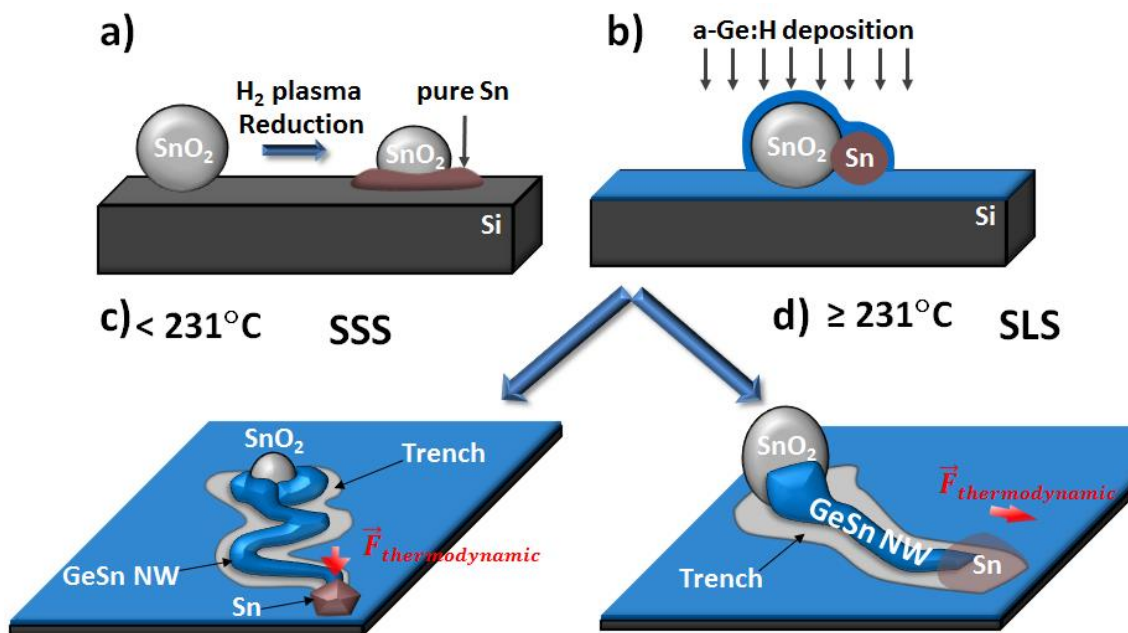 a)
H₂ plasma
Reduction
pure Sn
SnO₂
SnO₂
Si
b)
a-Ge:H deposition
SnO₂
Sn
Si
c) < 231°C SSS
SnO₂
Trench
F⃗thermodynamic
GeSn NW
Sn
d) ≥ 231°C SLS
SnO₂
F⃗thermodynamic
GeSn NW
Sn
Trench